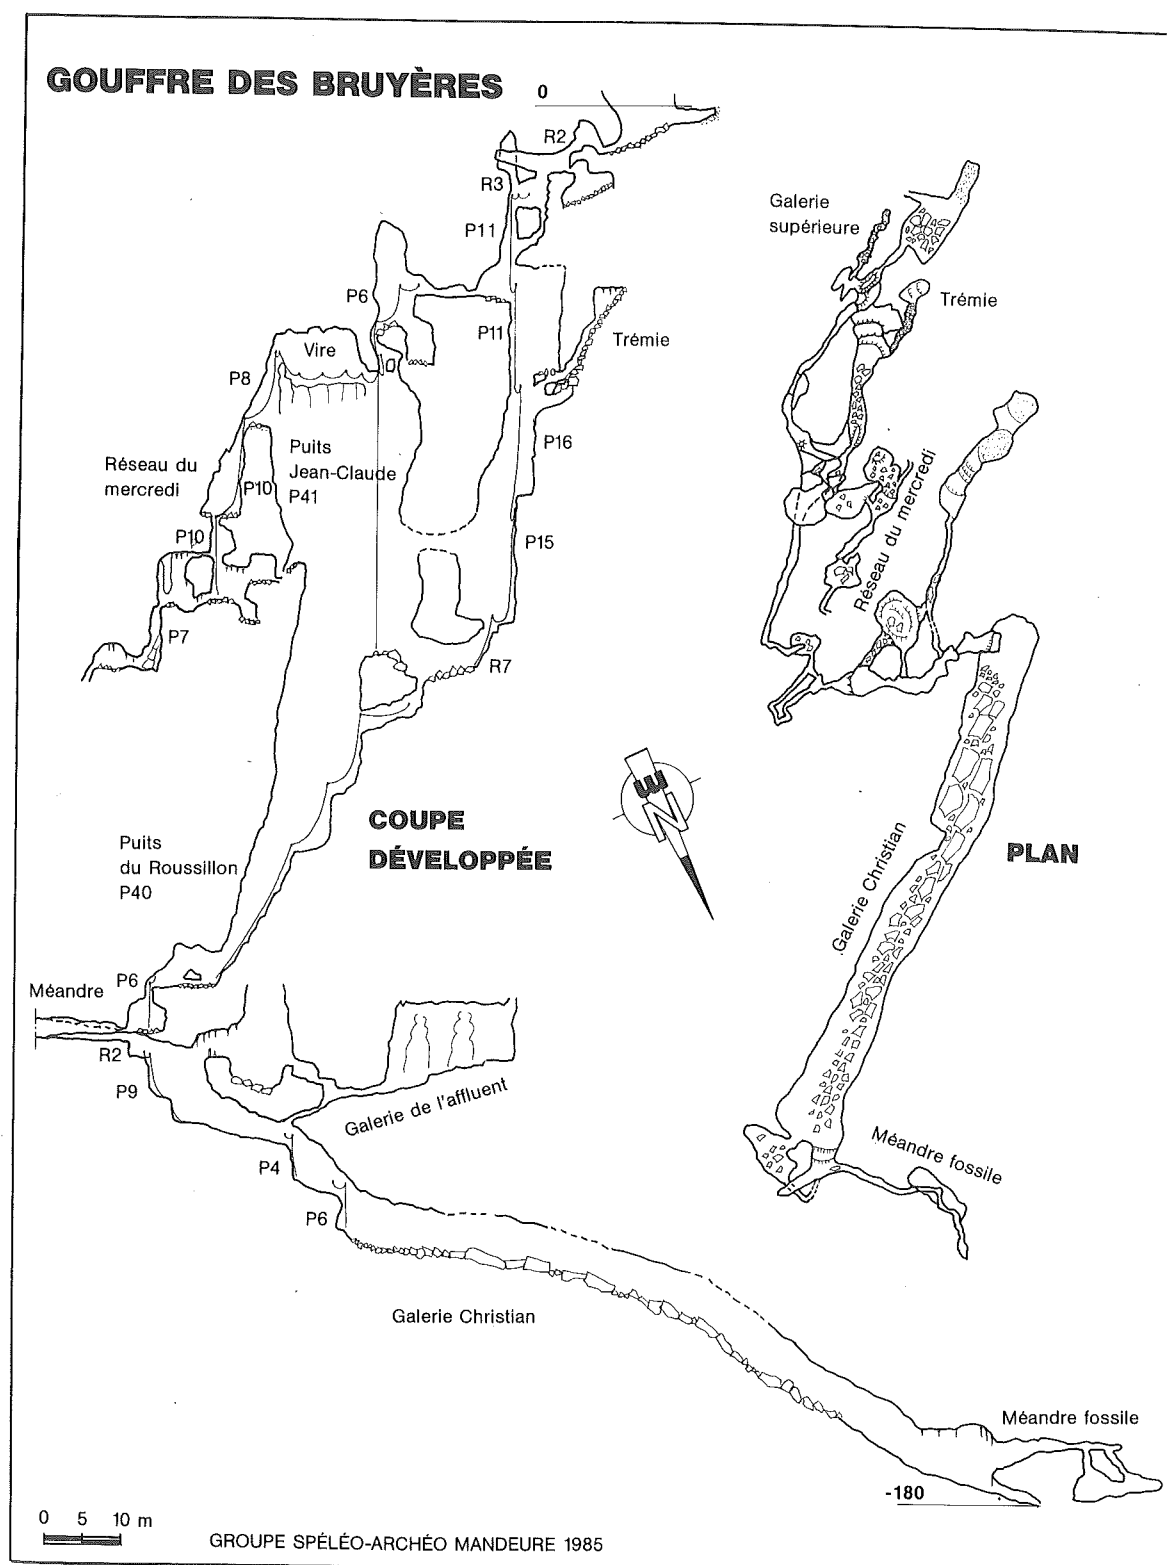 GOUFFRE DES BRUYÈRES
0
R2
R3
P11
P6
P11
Vire
Trémie
P8
P16
Puits
Jean-Claude
P41
Réseau du
mercredi
P10
P10
P15
P7
R7
COUPE
DÉVELOPPÉE
Puits
du Roussillon
P40
P6
Méandre
R2
P9
Galerie de l'affluent
P4
P6
Galerie Christian
Méandre fossile
-180
Galerie
supérieure
Trémie
Réseau du mercredi
N
PLAN
Galerie Christian
Méandre fossile
0 5 10 m
GROUPE SPÉLÉO-ARCHÉO MANDEURE 1985